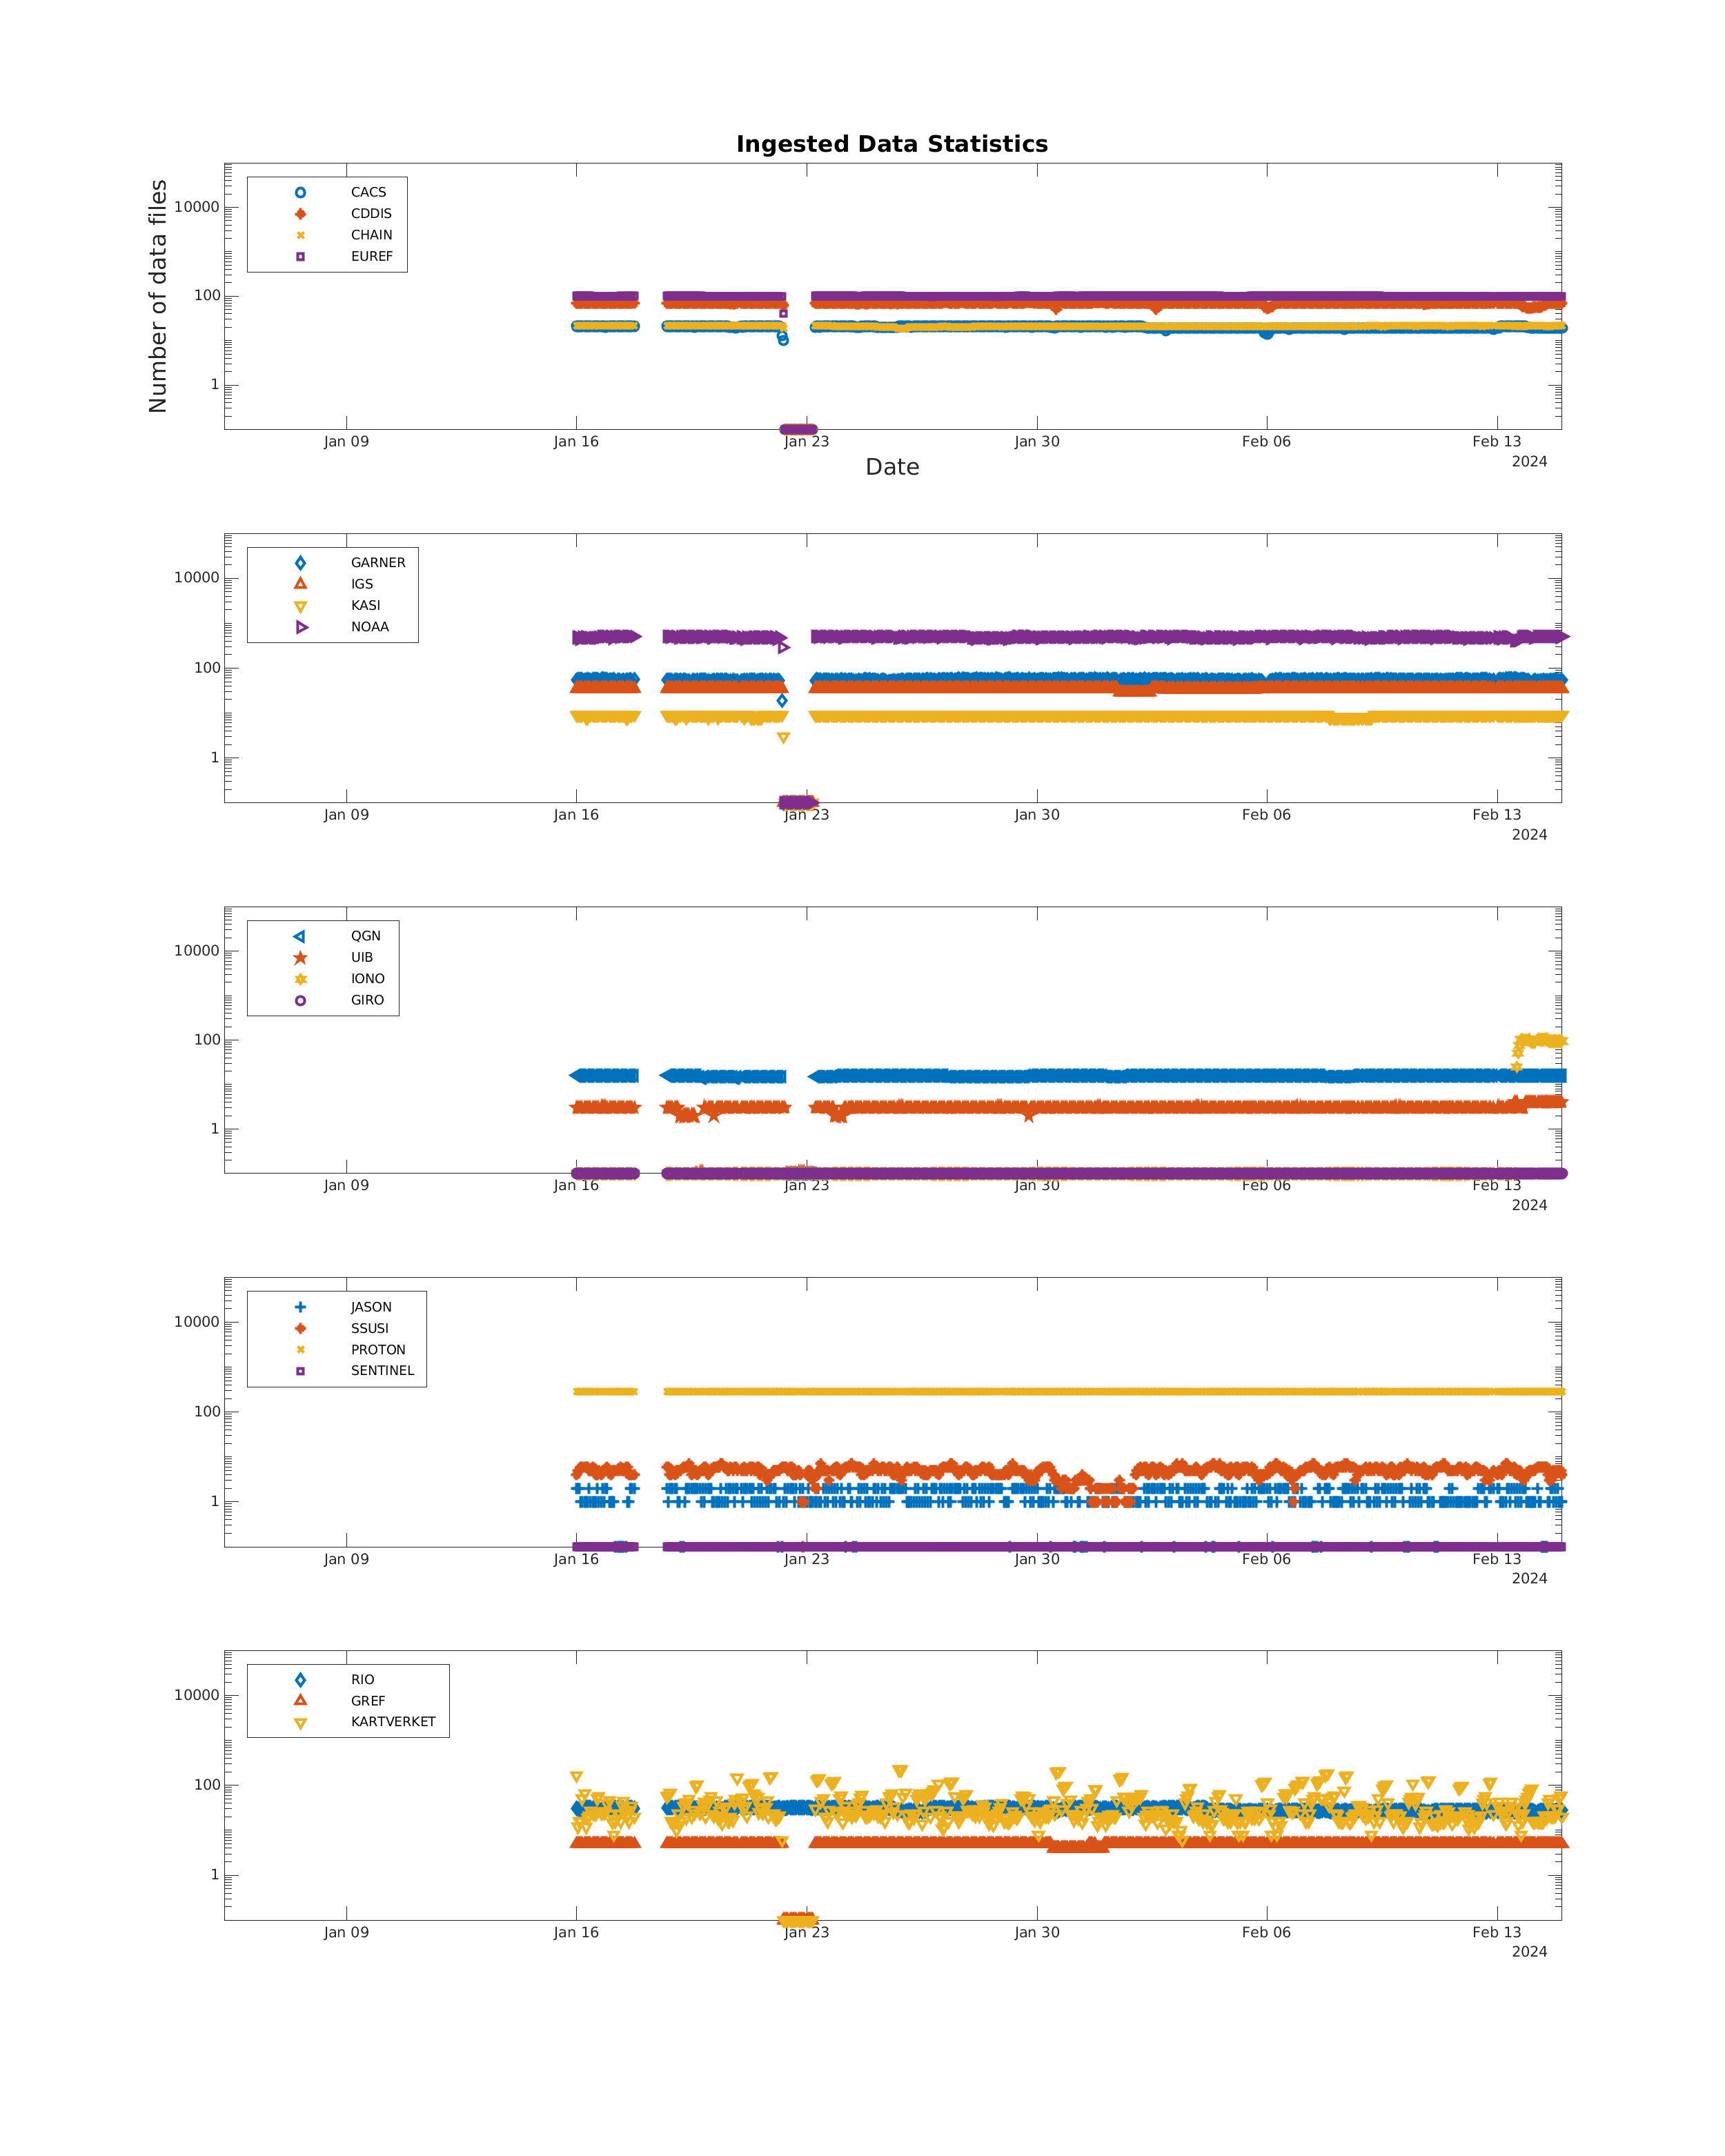 Ingested Data Statistics
Number of data files
10000
100
1
CACS
CDDIS
CHAIN
EUREF
Jan 09 Jan 16 Jan 23 Jan 30 Feb 06 Feb 13
2024
Date
10000
100
1
GARNER
IGS
KASI
NOAA
Jan 09 Jan 16 Jan 23 Jan 30 Feb 06 Feb 13
2024
10000
100
1
QGN
UIB
IONO
GIRO
Jan 09 Jan 16 Jan 23 Jan 30 Feb 06 Feb 13
2024
10000
100
1
JASON
SSUSI
PROTON
SENTINEL
Jan 09 Jan 16 Jan 23 Jan 30 Feb 06 Feb 13
2024
10000
100
1
RIO
GREF
KARTVERKET
Jan 09 Jan 16 Jan 23 Jan 30 Feb 06 Feb 13
2024